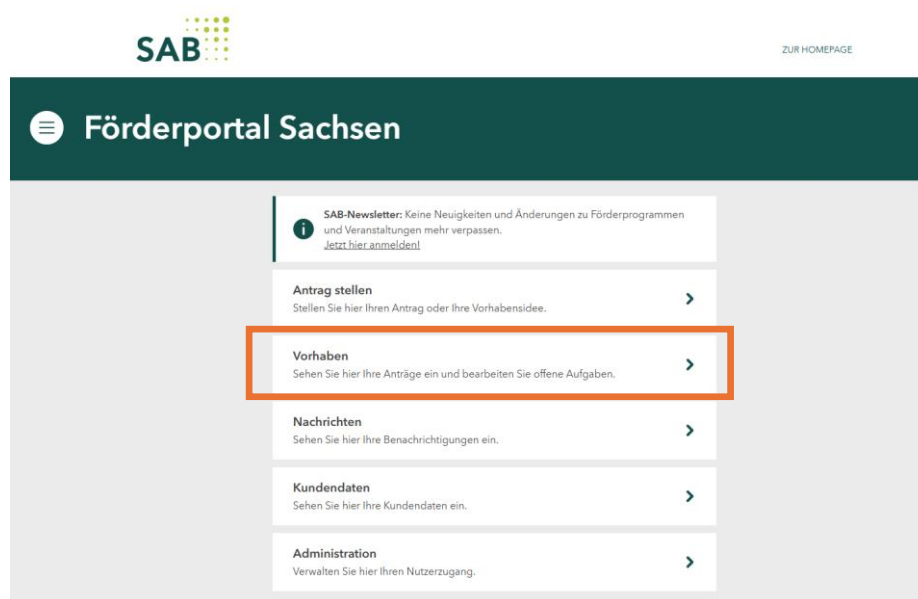 SAB
ZUR HOMEPAGE
Förderportal Sachsen
SAB-Newsletter: Keine Neuigkeiten und Änderungen zu Förderprogrammen
und Veranstaltungen mehr verpassen.
Jetzt hier anmelden!
Antrag stellen
Stellen Sie hier Ihren Antrag oder Ihre Vorhabensidee.
Vorhaben
Sehen Sie hier Ihre Anträge ein und bearbeiten Sie offene Aufgaben.
Nachrichten
Sehen Sie hier Ihre Benachrichtigungen ein.
Kundendaten
Sehen Sie hier Ihre Kundendaten ein.
Administration
Verwalten Sie hier Ihren Nutzerzugang.